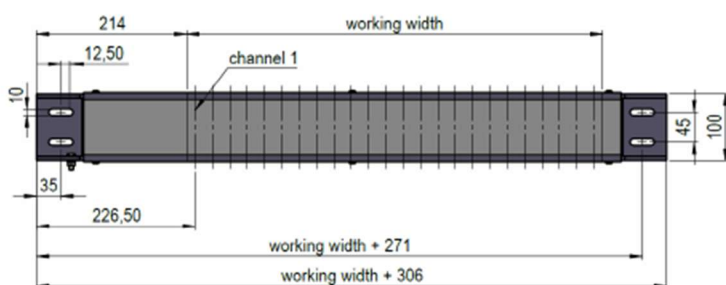 214
working width
12,50
channel 1
10
45
100
35
226,50
working width + 271
working width + 306